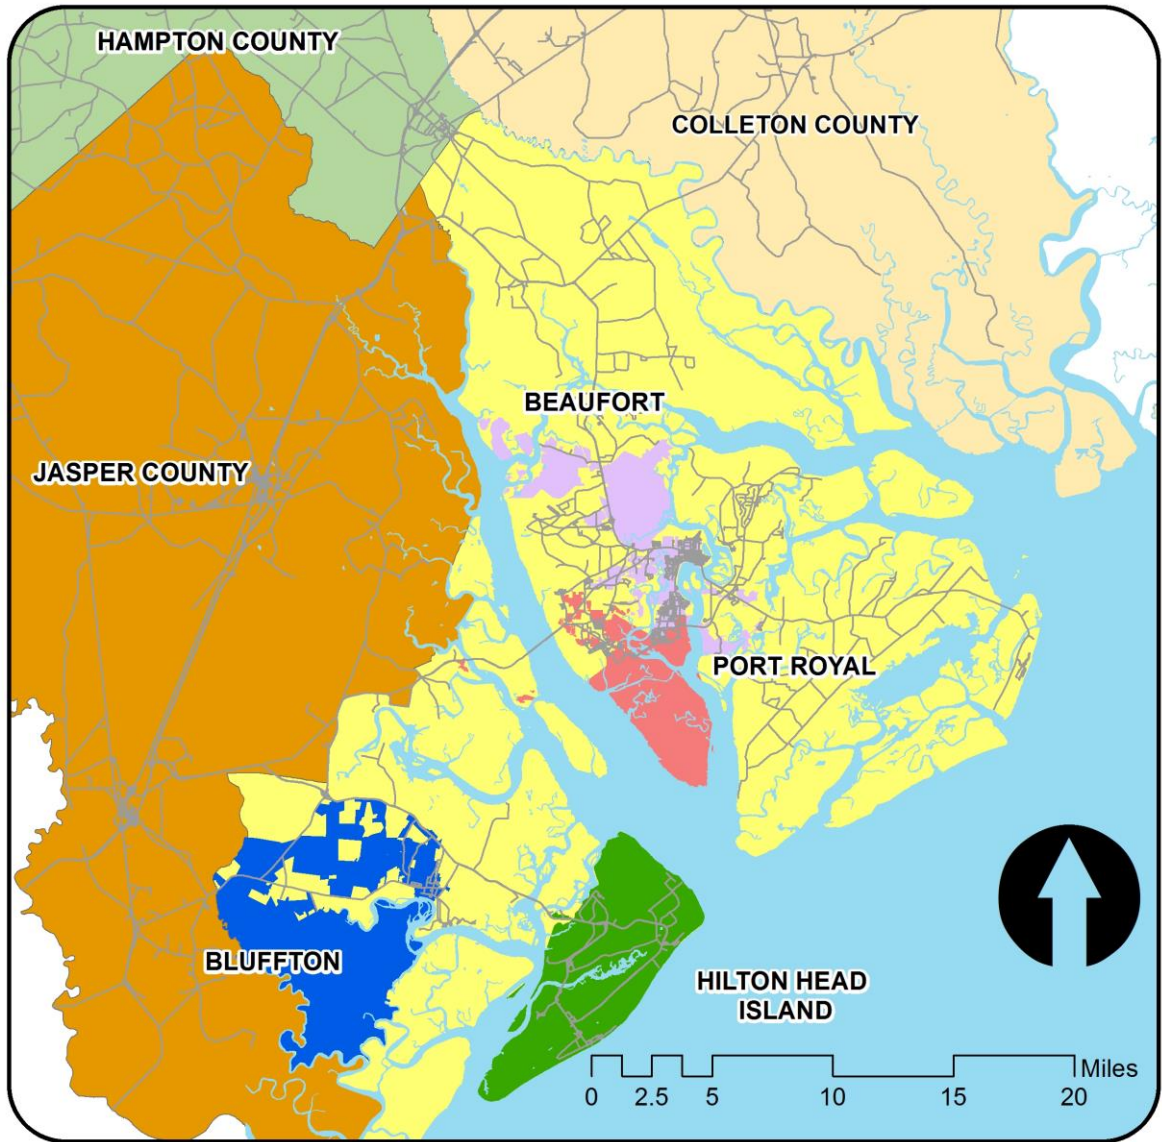 HAMPTON COUNTY
COLLETON COUNTY
BEAUFORT
JASPER COUNTY
PORT ROYAL
BLUFFTON
HILTON HEAD
ISLAND
Miles
0 2.5 5 10 15 20